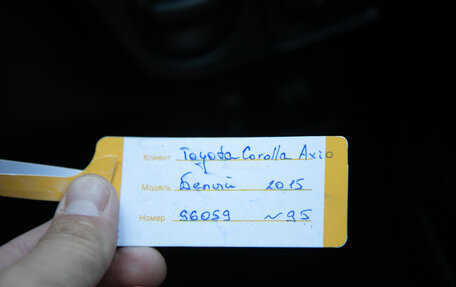 Клиент Toyota Corolla Axio
Модель Белый 2015
Номер 96059 ~95